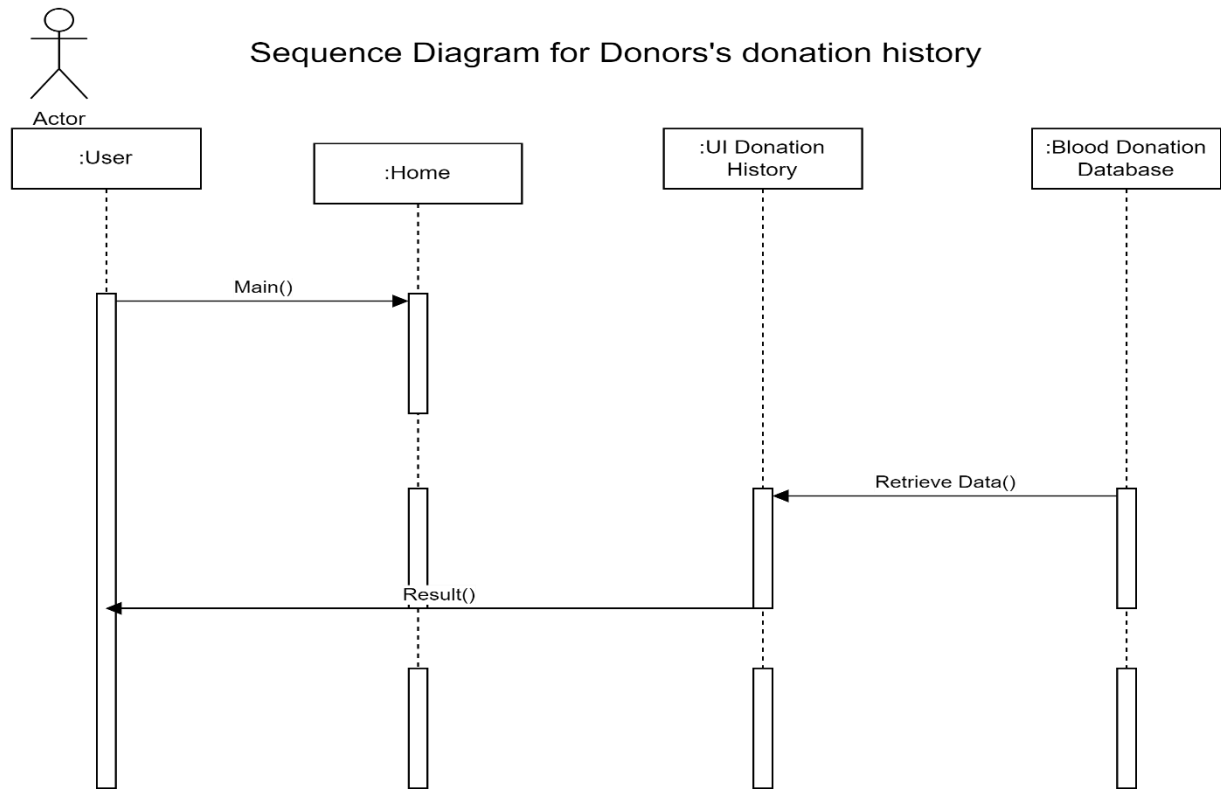 Sequence Diagram for Donors's donation history
Actor
:User
:Home
:UI Donation
History
:Blood Donation
Database
Main()
Retrieve Data()
Result()